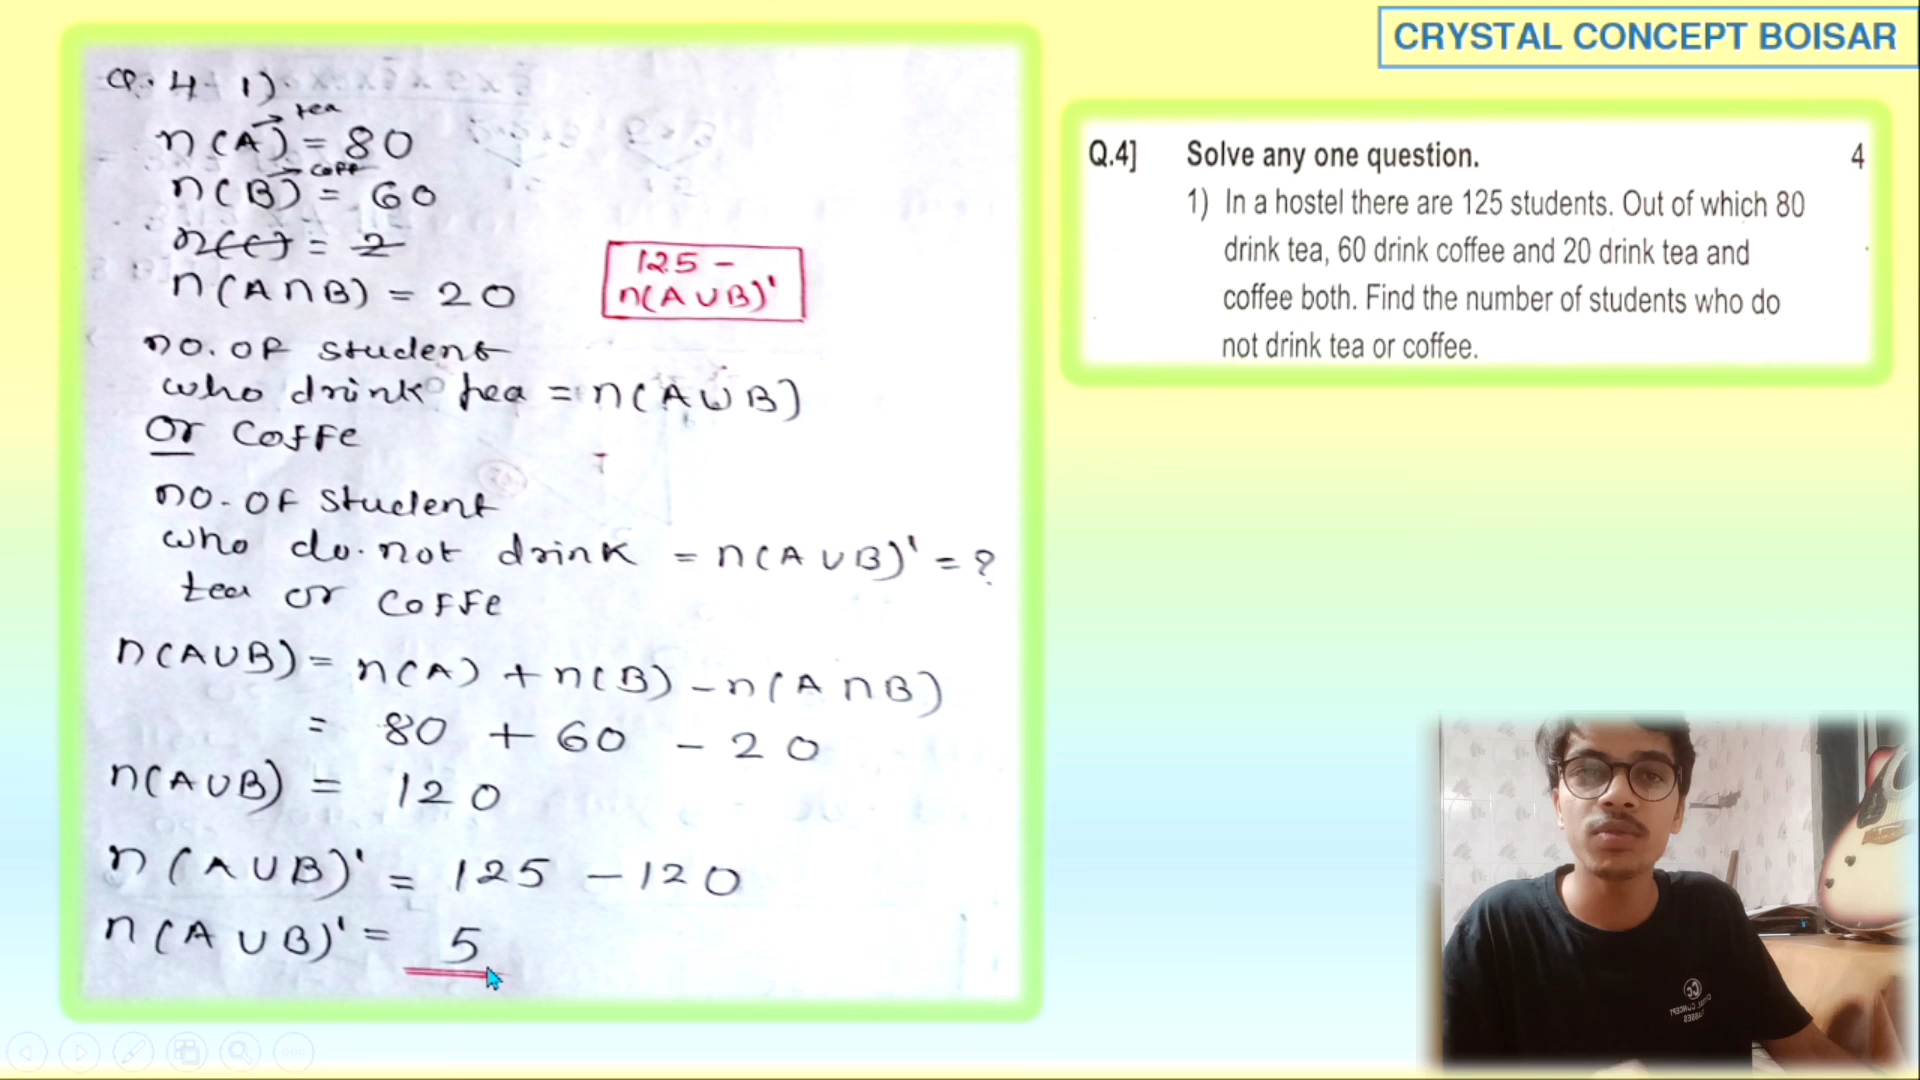 CRYSTAL CONCEPT BOISAR
Q. 4 1)
tea
n(A) = 80
coff
n(B) = 60
n(C) = 2
n(A∩B) = 20
125 -
n(A∪B)'
no. of student
who drink tea = n(A∪B)
or Coffe
no. of student
who do not drink = n(A∪B)' = ?
tea or Coffe
n(A∪B) = n(A) + n(B) - n(A∩B)
= 80 + 60 - 20
n(A∪B) = 120
n(A∪B)' = 125 - 120
n(A∪B)' = 5
Q.4] Solve any one question. 4
1) In a hostel there are 125 students. Out of which 80
drink tea, 60 drink coffee and 20 drink tea and
coffee both. Find the number of students who do
not drink tea or coffee.